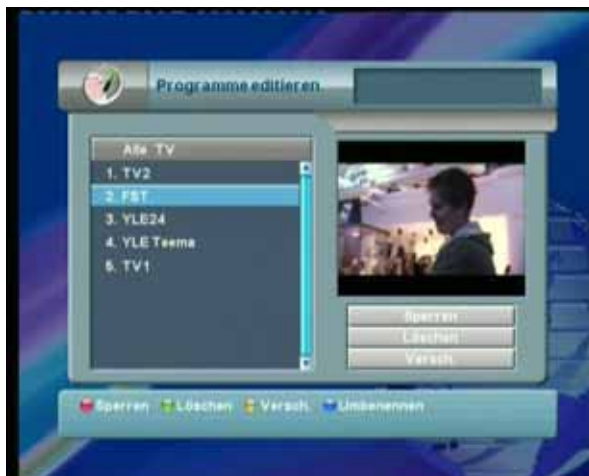 Programme editieren
Alle TV
1. TV2
2. FST
3. YLE24
4. YLE Teema
5. TV1
Sperren
Löschen
Versch.
Sperren Löschen Versch. Umbenennen